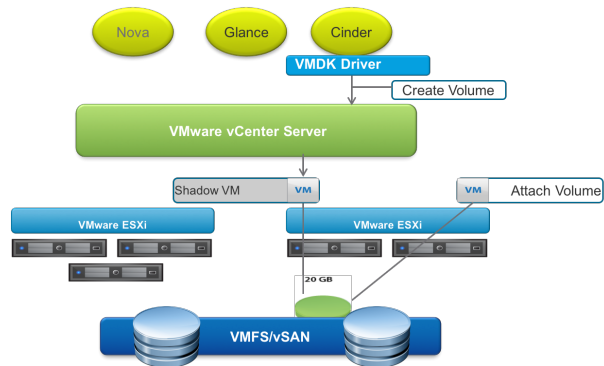 Nova
Glance
Cinder
VMDK Driver
Create Volume
VMware vCenter Server
Shadow VM
VM
VM
Attach Volume
VMware ESXi
VMware ESXi
20 GB
VMFS/vSAN